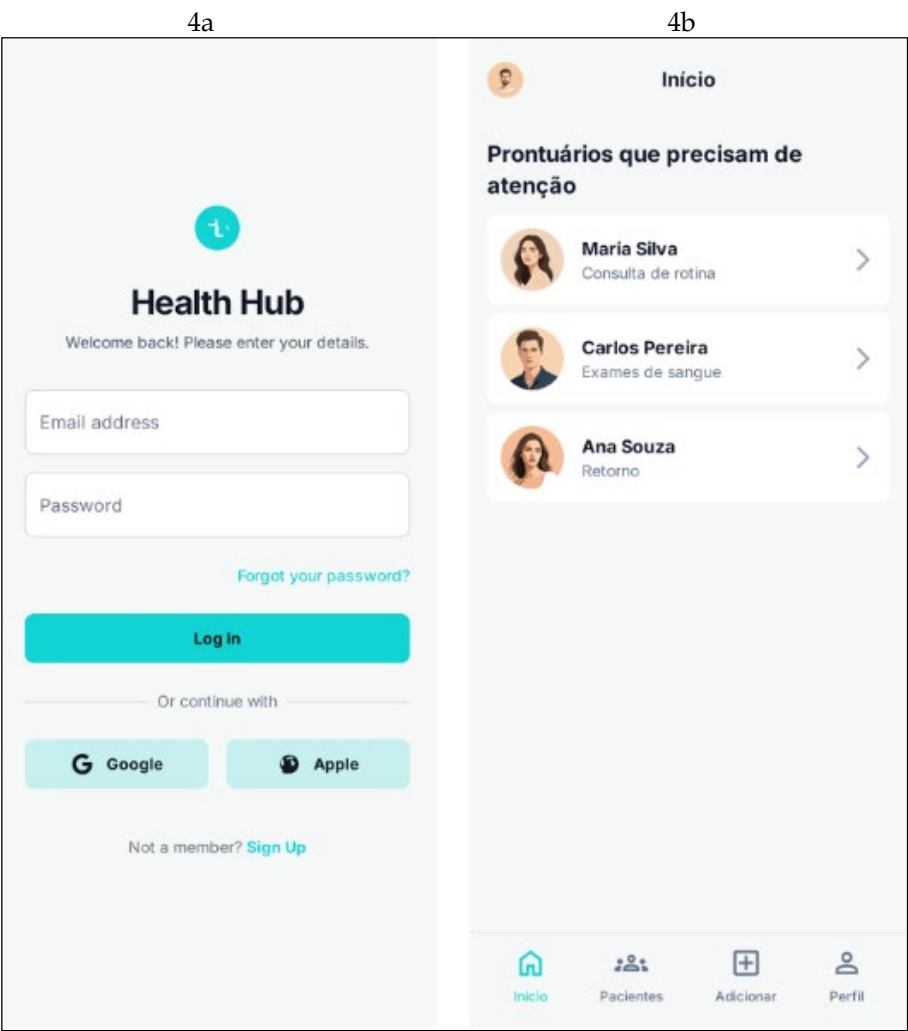 4a
4b
Health Hub
Welcome back! Please enter your details.
Email address
Password
Forgot your password?
Log In
Or continue with
Google
Apple
Not a member? Sign Up
Início
Prontuários que precisam de
atenção
Maria Silva
Consulta de rotina
Carlos Pereira
Exames de sangue
Ana Souza
Retorno
Início
Pacientes
Adicionar
Perfil